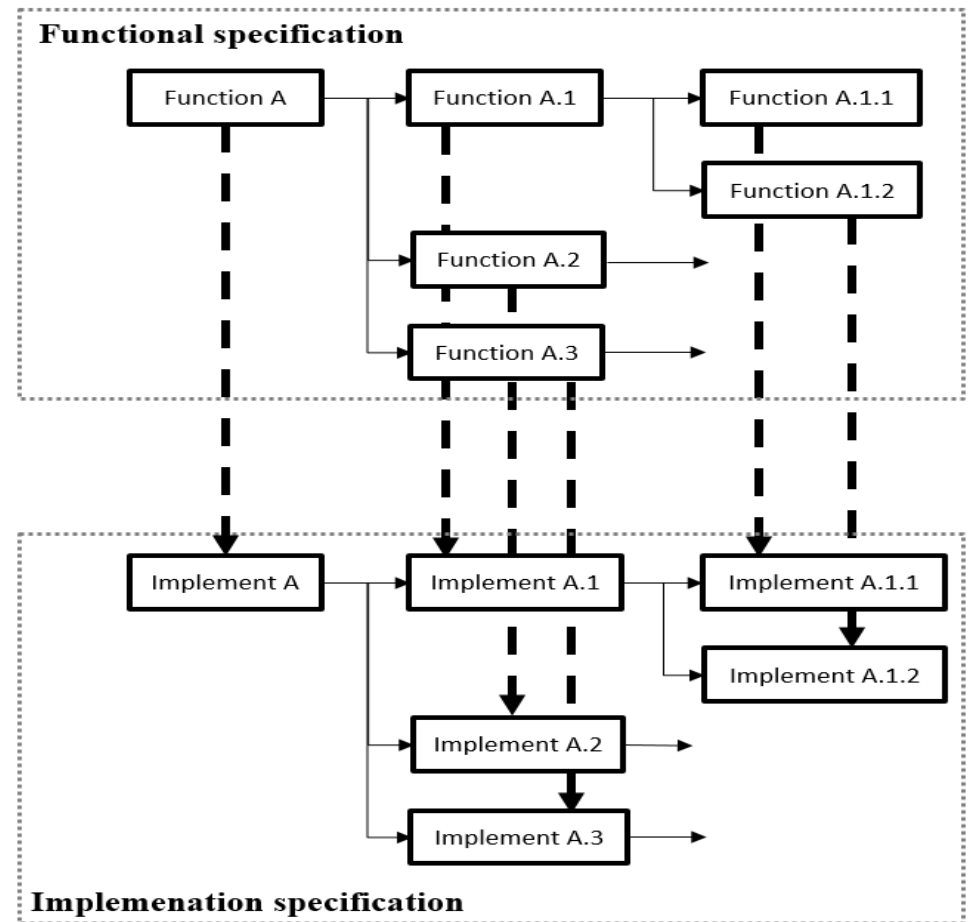 Functional specification
Function A
Function A.1
Function A.1.1
Function A.1.2
Function A.2
Function A.3
Implement A
Implement A.1
Implement A.1.1
Implement A.1.2
Implement A.2
Implement A.3
Implemenation specification